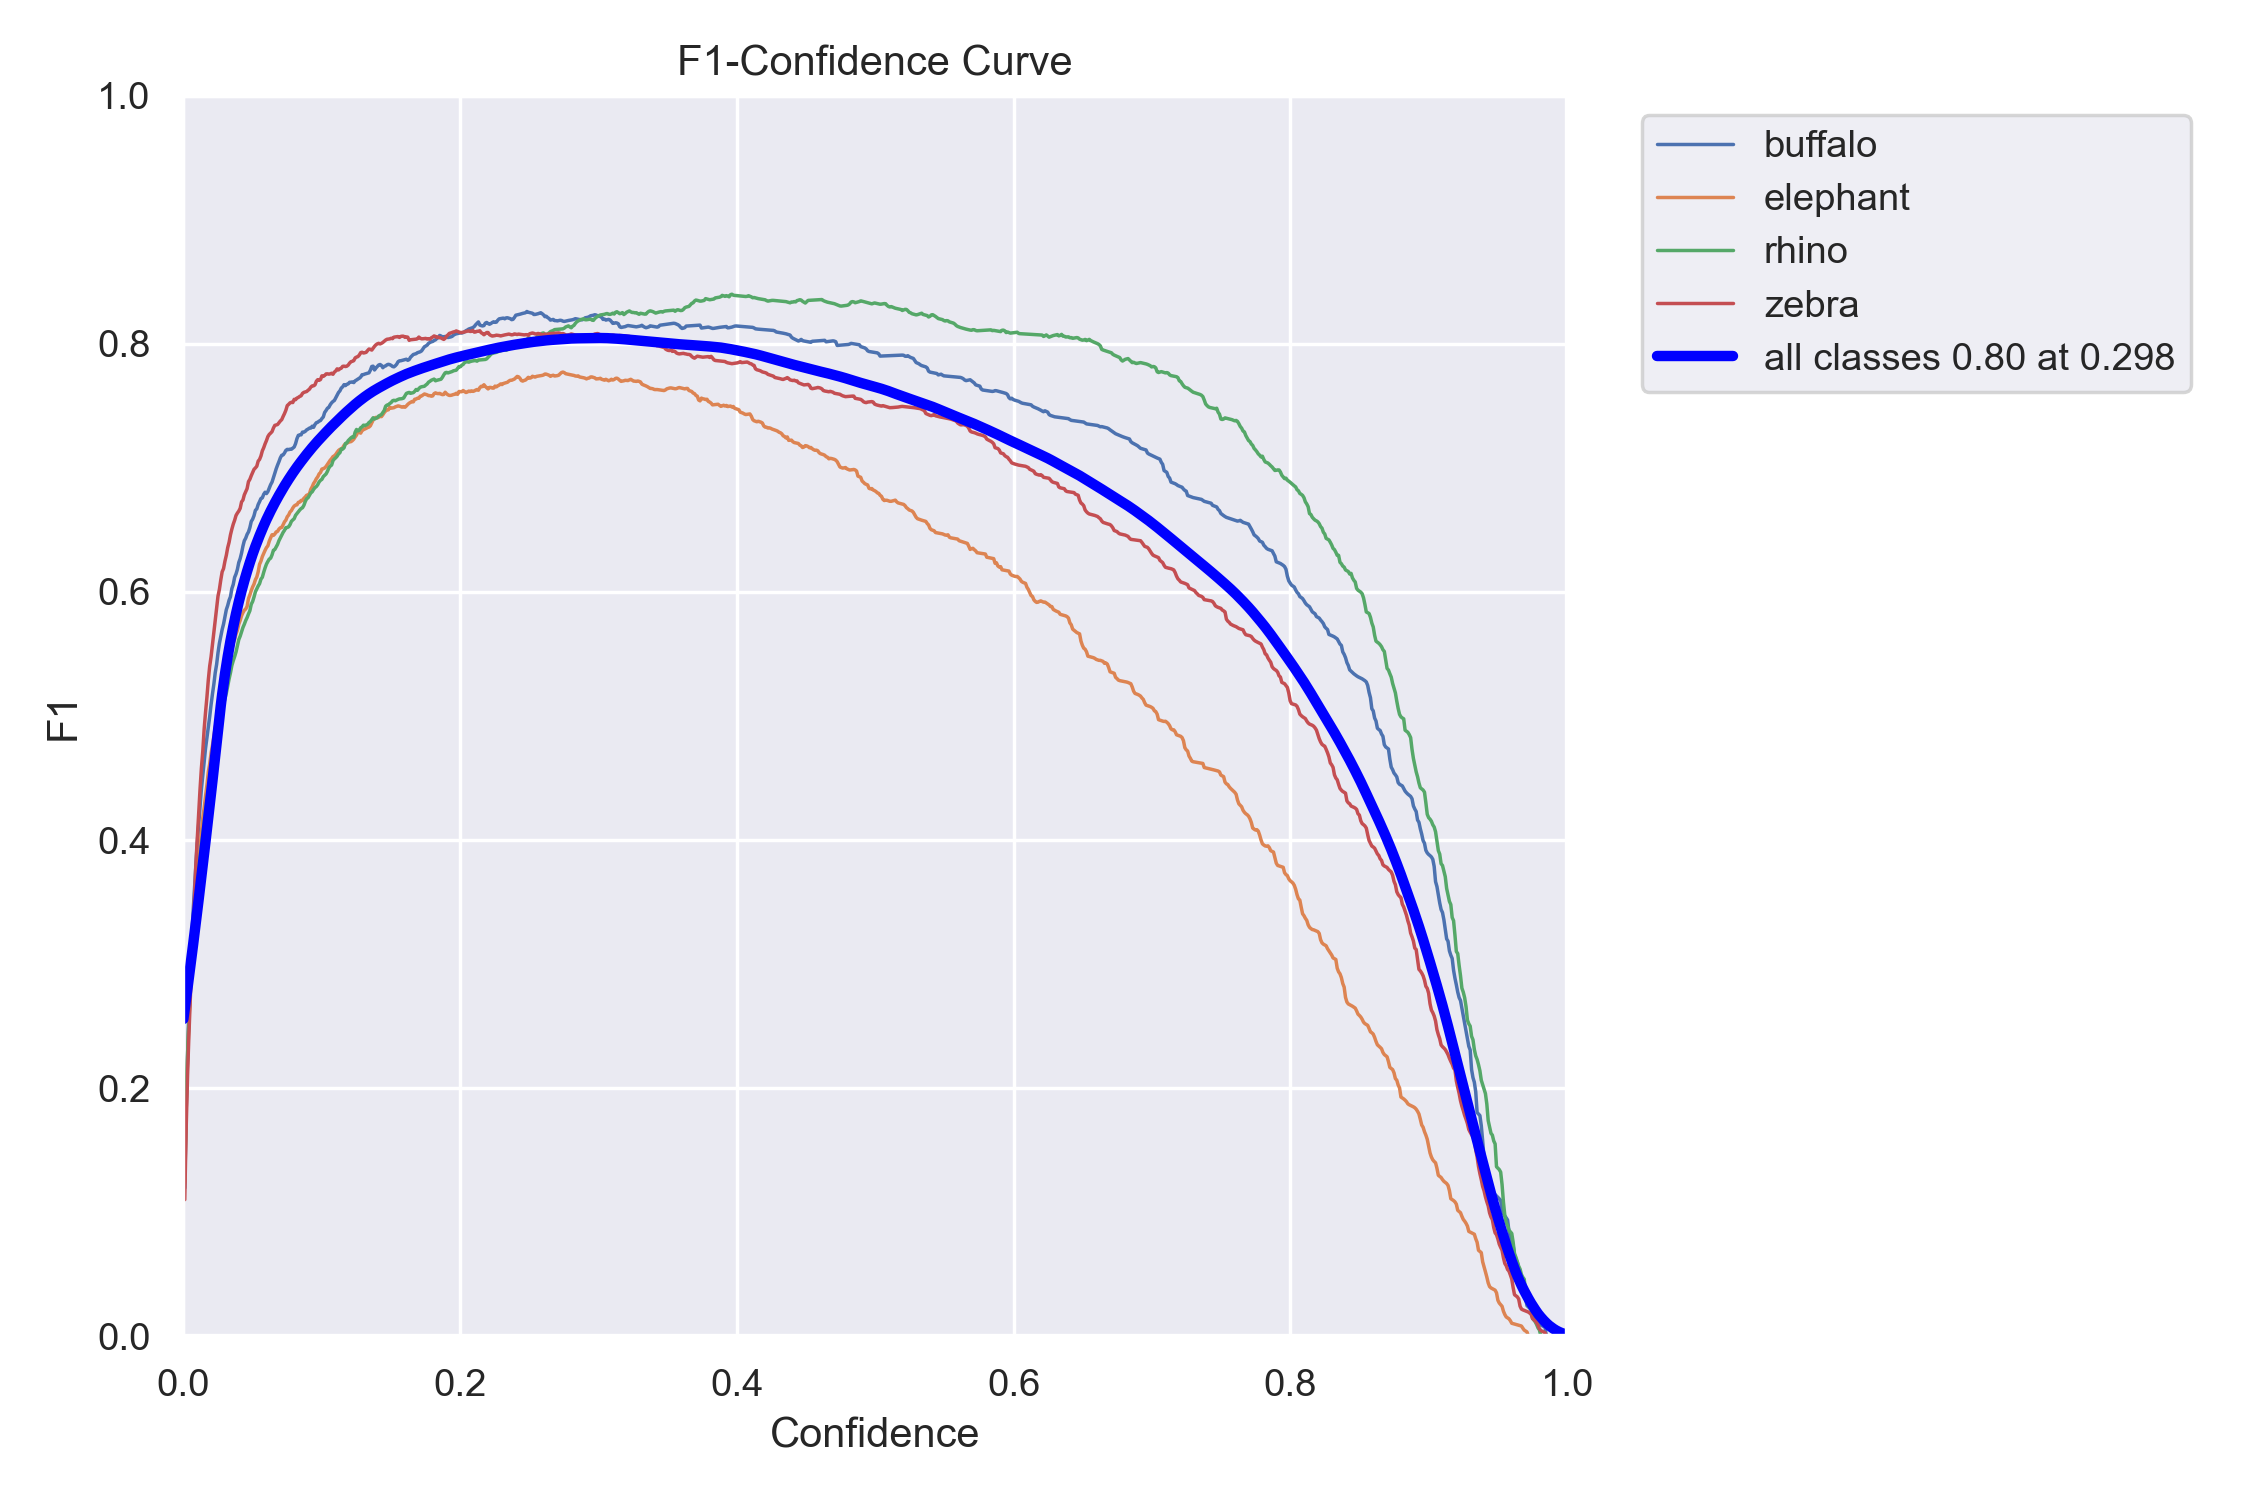 F1-Confidence Curve
1.0
0.8
0.6
0.4
0.2
0.0
F1
0.0 0.2 0.4 0.6 0.8 1.0
Confidence
buffalo
elephant
rhino
zebra
all classes 0.80 at 0.298